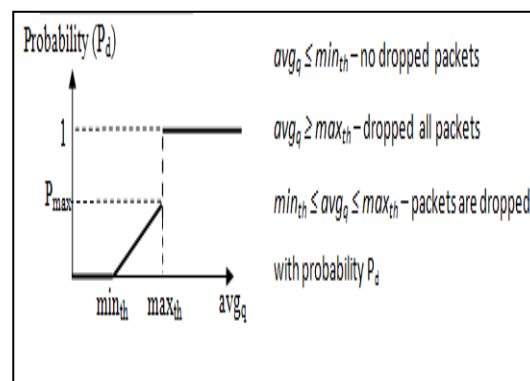 Probability (Pd)
1
Pmax
minth
maxth
avgq
avgq ≤ minth – no dropped packets
avgq ≥ maxth – dropped all packets
minth ≤ avgq ≤ maxth – packets are dropped
with probability Pd